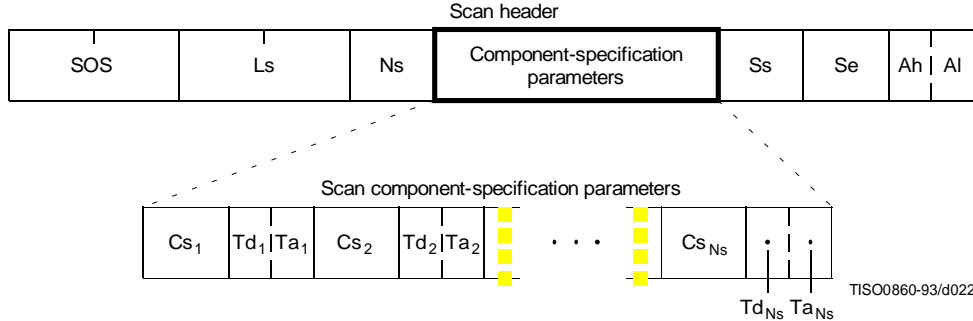 Scan header
SOS Ls Ns Component-specification parameters Ss Se Ah Al
Scan component-specification parameters
Cs1 Td1 Ta1 Cs2 Td2 Ta2 . . . CsNs
TdNs TaNs
TISO0860-93/d022